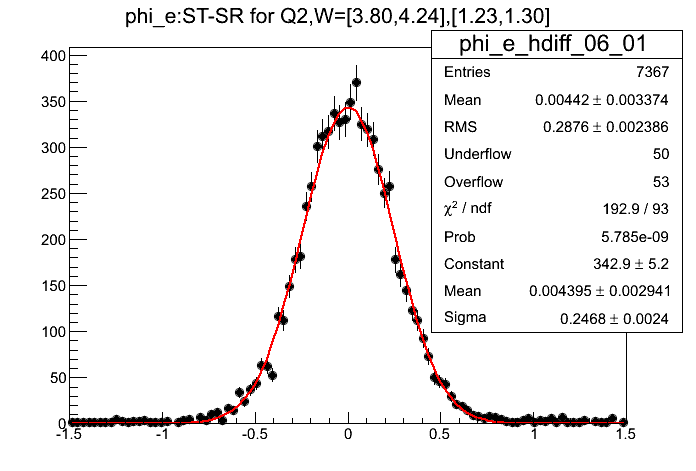 phi_e:ST-SR for Q2,W=[3.80,4.24],[1.23,1.30]
phi_e_hdiff_06_01
Entries 7367
Mean 0.00442 ± 0.003374
RMS 0.2876 ± 0.002386
Underflow 50
Overflow 53
χ² / ndf 192.9 / 93
Prob 5.785e-09
Constant 342.9 ± 5.2
Mean 0.004395 ± 0.002941
Sigma 0.2468 ± 0.0024
400
350
300
250
200
150
100
50
0
-1.5 -1 -0.5 0 0.5 1 1.5